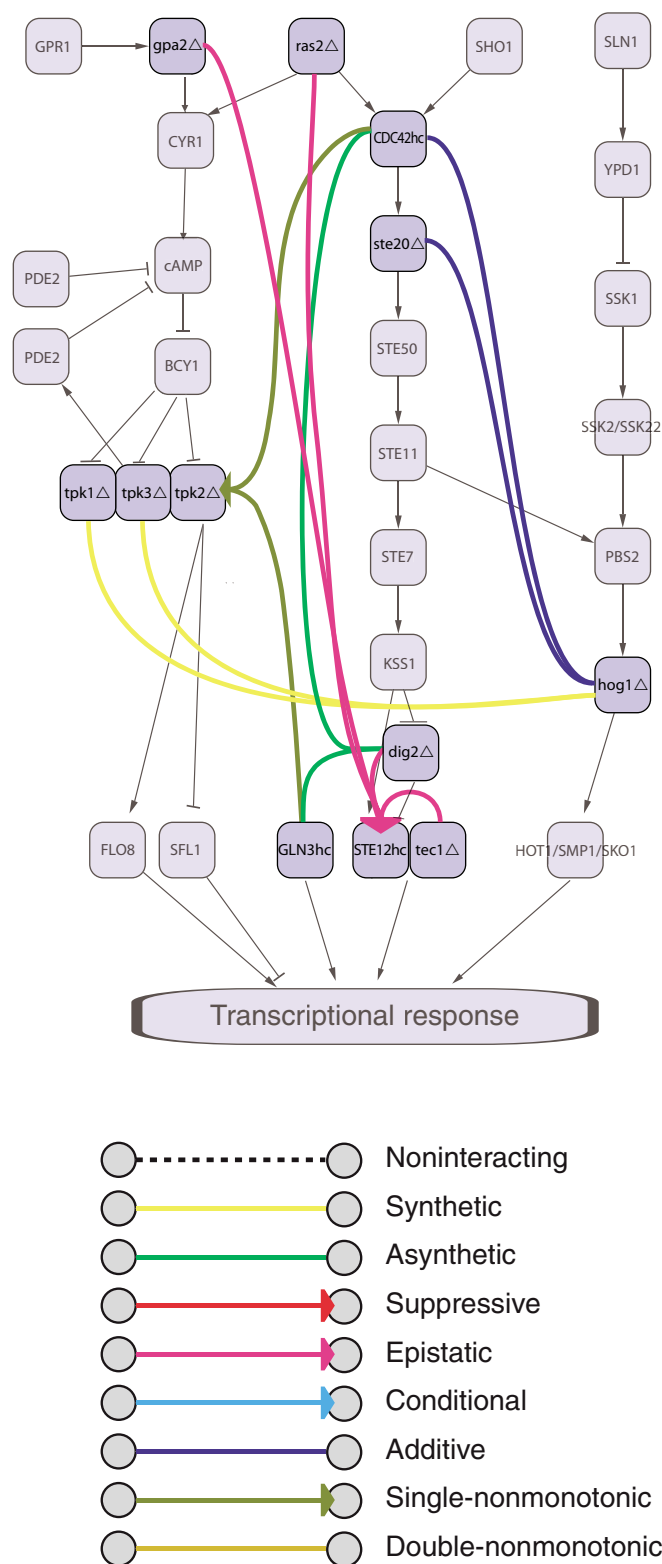 GPR1
gpa2△
ras2△
SHO1
SLN1
CYR1
CDC42hc
YPD1
cAMP
ste20△
PDE2
SSK1
PDE2
BCY1
STE50
SSK2/SSK22
STE11
tpk1△
tpk3△
tpk2△
STE7
PBS2
KSS1
hog1△
dig2△
FLO8
SFL1
GLN3hc
STE12hc
tec1△
HOT1/SMP1/SKO1
Transcriptional response
Noninteracting
Synthetic
Asynthetic
Suppressive
Epistatic
Conditional
Additive
Single-nonmonotonic
Double-nonmonotonic